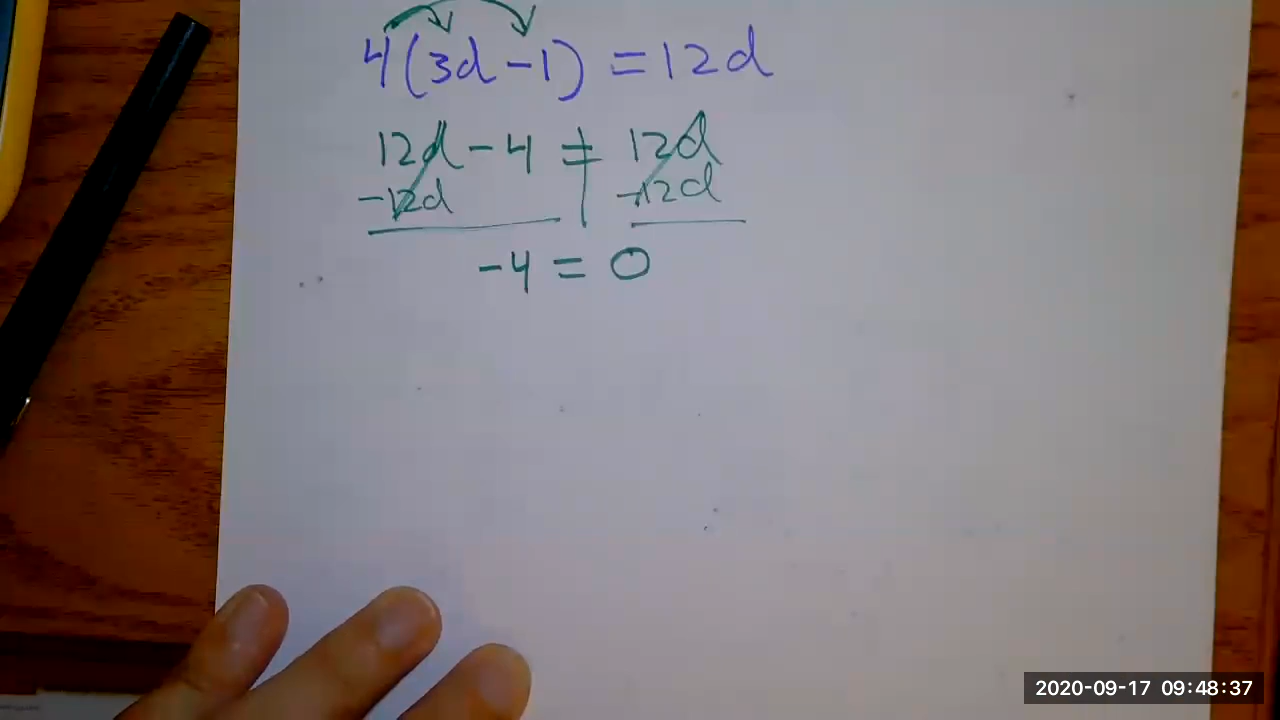 4(3d-1) = 12d
12d - 4 = 12d
-12d -12d
-4 = 0
2020-09-17 09:48:37